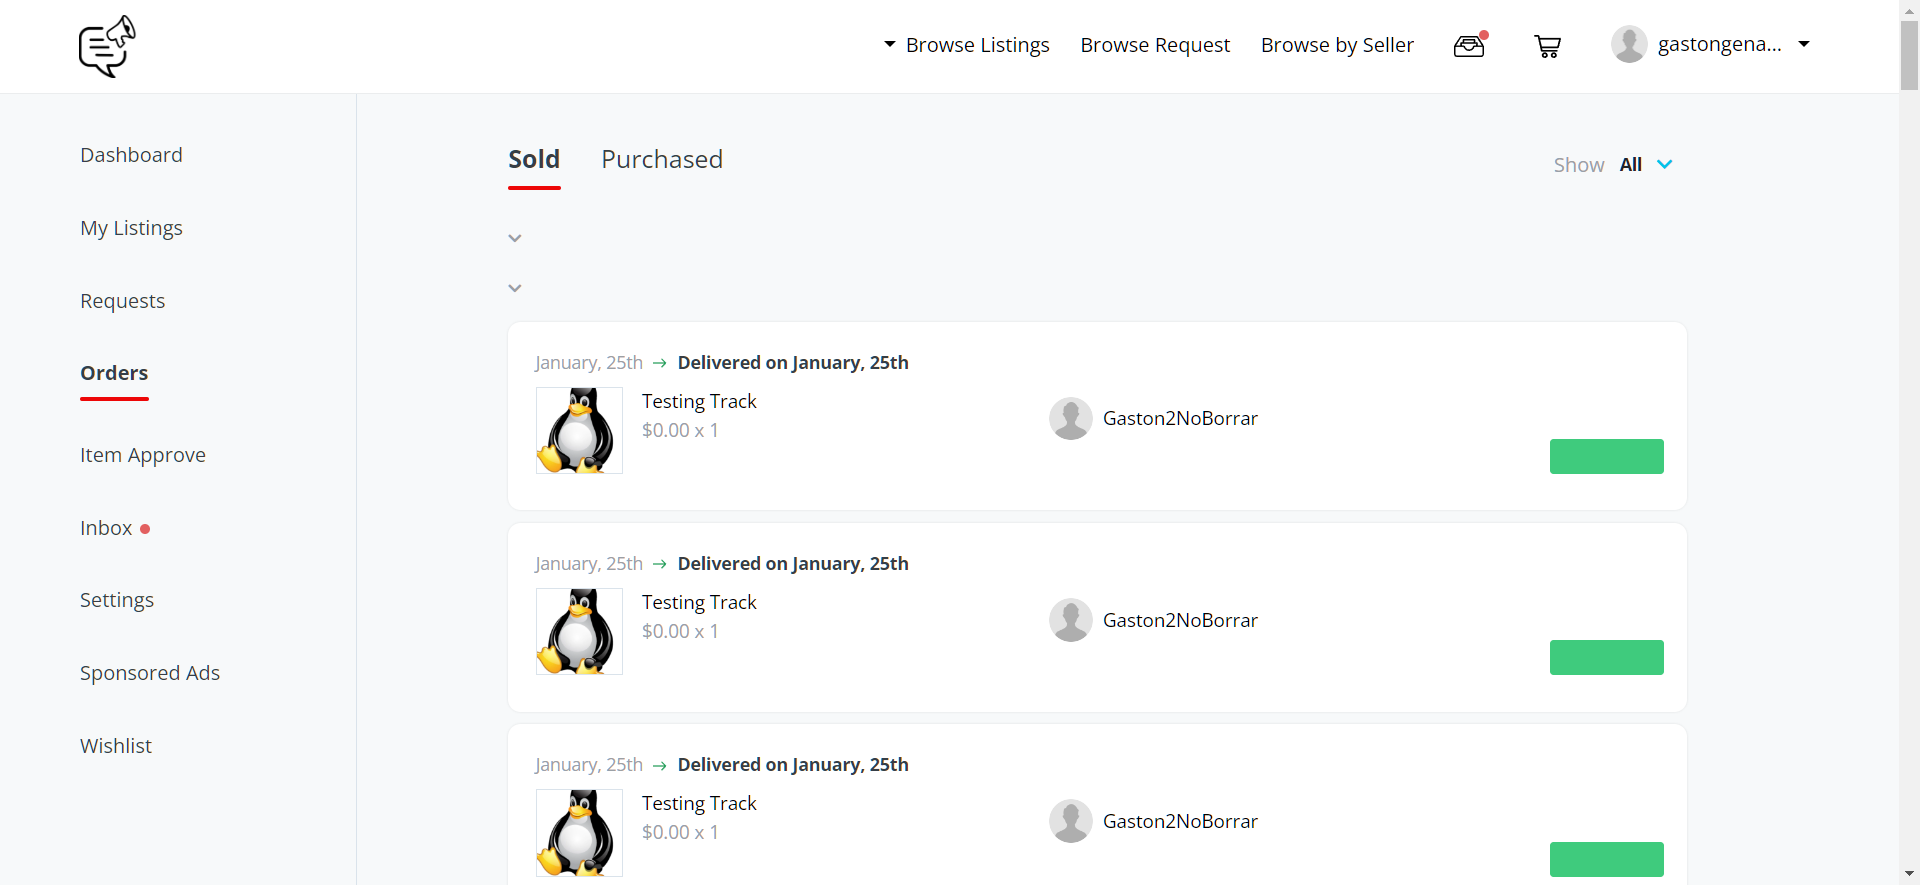 Browse Listings Browse Request Browse by Seller gastongena...
Dashboard
My Listings
Requests
Orders
Item Approve
Inbox
Settings
Sponsored Ads
Wishlist
Sold Purchased Show All
January, 25th → Delivered on January, 25th
Testing Track
$0.00 x 1
Gaston2NoBorrar
January, 25th → Delivered on January, 25th
Testing Track
$0.00 x 1
Gaston2NoBorrar
January, 25th → Delivered on January, 25th
Testing Track
$0.00 x 1
Gaston2NoBorrar